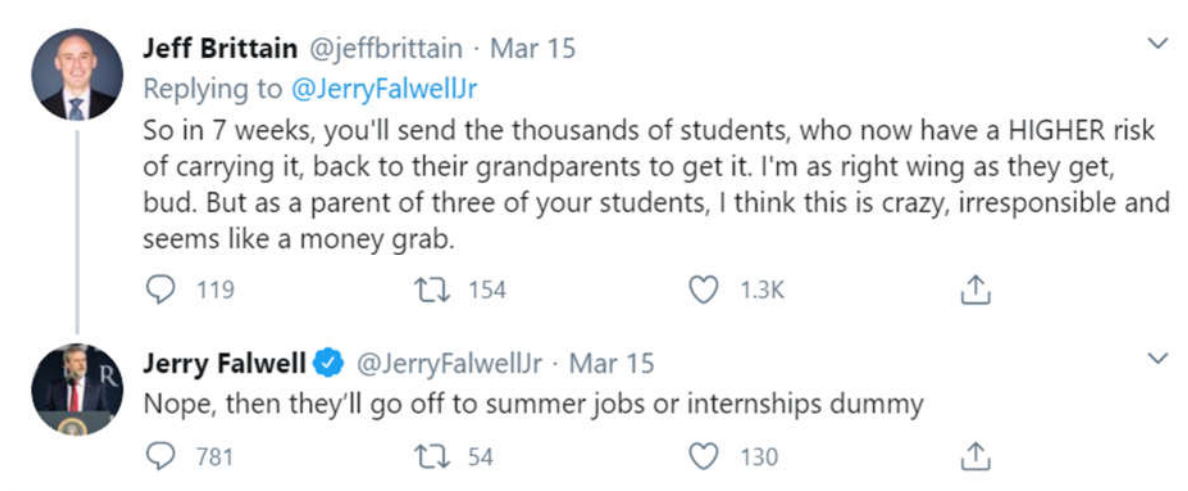 Jeff Brittain @jeffbrittain · Mar 15
Replying to @JerryFalwellJr
So in 7 weeks, you'll send the thousands of students, who now have a HIGHER risk
of carrying it, back to their grandparents to get it. I'm as right wing as they get,
bud. But as a parent of three of your students, I think this is crazy, irresponsible and
seems like a money grab.
119 154 1.3K
Jerry Falwell @JerryFalwellJr · Mar 15
R
Nope, then they’ll go off to summer jobs or internships dummy
781 54 130